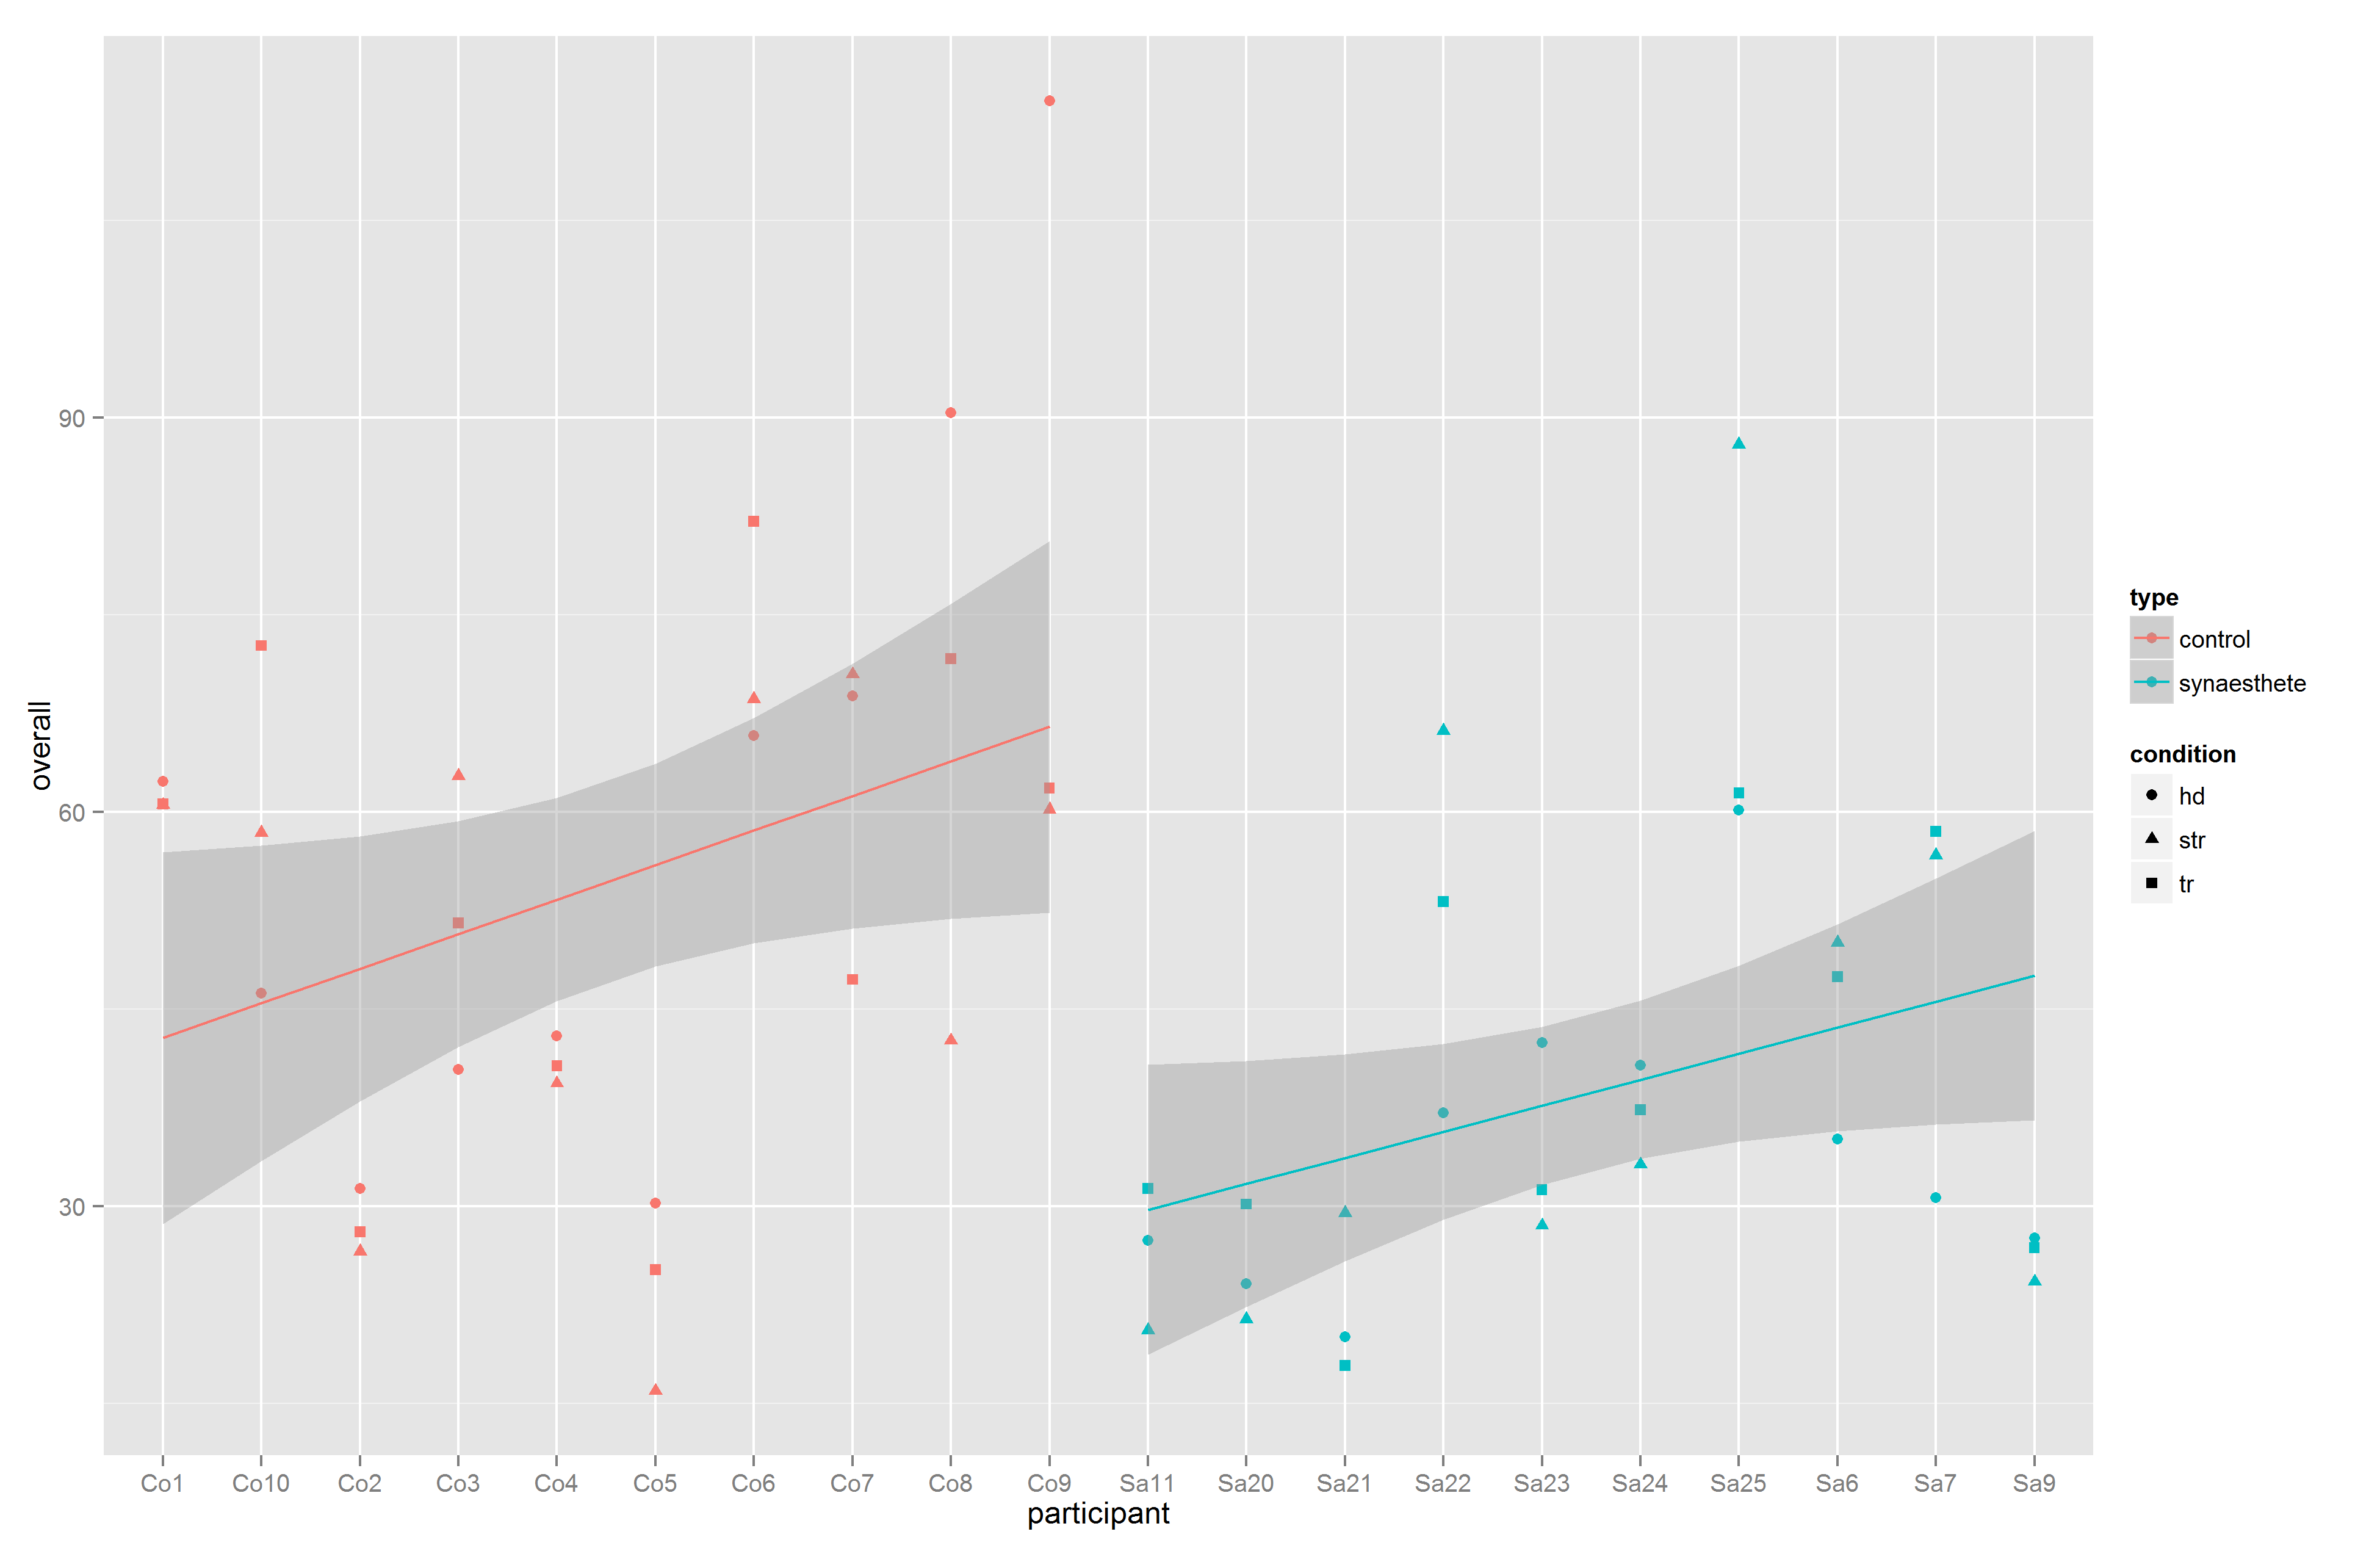 overall
90
60
30
Co1 Co10 Co2 Co3 Co4 Co5 Co6 Co7 Co8 Co9 Sa11 Sa20 Sa21 Sa22 Sa23 Sa24 Sa25 Sa6 Sa7 Sa9
participant
type
control
synaesthete
condition
hd
str
tr